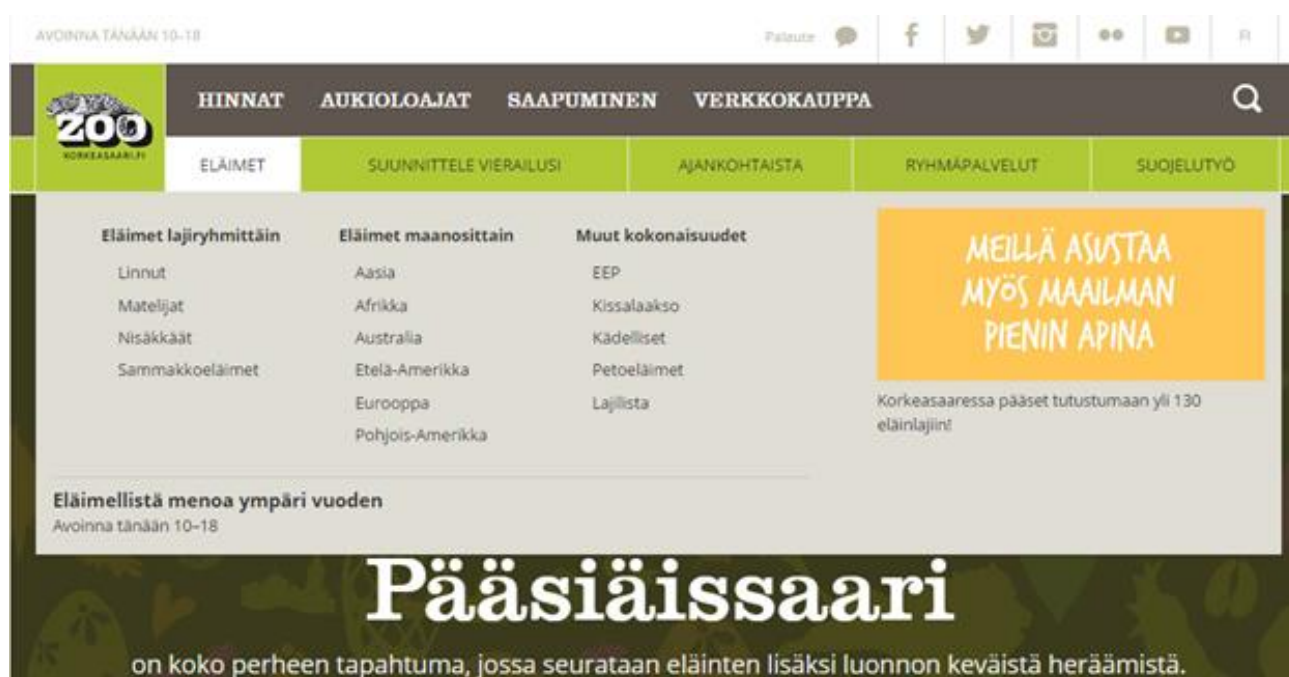 AVOINNA TÄNÄÄN 10–18
Palaute
FI
ZOO
KORKEASAARI.FI
HINNAT AUKIOLOAJAT SAAPUMINEN VERKKOKAUPPA
ELÄIMET SUUNNITTELE VIERAILUSI AJANKOHTAISTA RYHMÄPALVELUT SUOJELUTYÖ
Eläimet lajiryhmittäin
Linnut
Matelijat
Nisäkkäät
Sammakkoeläimet
Eläimet maanosittain
Aasia
Afrikka
Australia
Etelä-Amerikka
Eurooppa
Pohjois-Amerikka
Muut kokonaisuudet
EEP
Kissalaakso
Kädelliset
Petoeläimet
Lajilista
MEILLÄ ASUSTAA
MYÖS MAAILMAN
PIENIN APINA
Korkeasaaressa pääset tutustumaan yli 130
eläinlajiin!
Eläimellistä menoa ympäri vuoden
Avoinna tänään 10–18
Pääsiäissaari
on koko perheen tapahtuma, jossa seurataan eläinten lisäksi luonnon keväistä heräämistä.